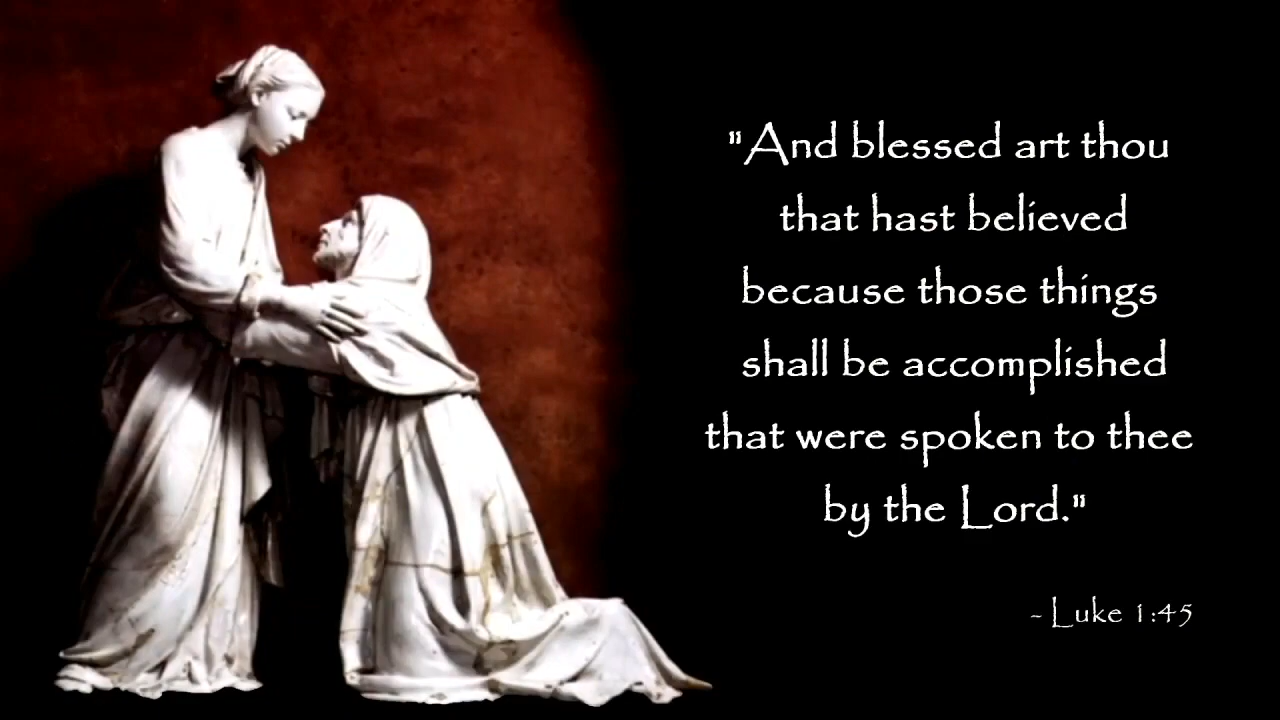 "And blessed art thou
that hast believed
because those things
shall be accomplished
that were spoken to thee
by the Lord."
- Luke 1:45